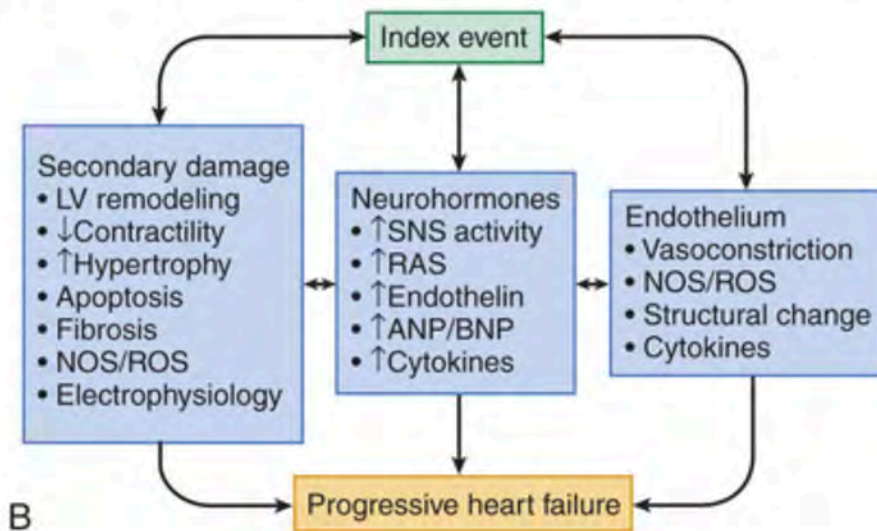 Index event
Secondary damage
• LV remodeling
• ↓Contractility
• ↑Hypertrophy
• Apoptosis
• Fibrosis
• NOS/ROS
• Electrophysiology
Neurohormones
• ↑SNS activity
• ↑RAS
• ↑Endothelin
• ↑ANP/BNP
• ↑Cytokines
Endothelium
• Vasoconstriction
• NOS/ROS
• Structural change
• Cytokines
Progressive heart failure
B